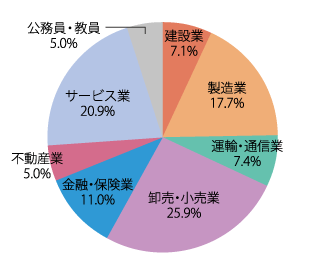 公務員・教員
5.0%
建設業
7.1%
製造業
17.7%
運輸・通信業
7.4%
卸売・小売業
25.9%
金融・保険業
11.0%
不動産業
5.0%
サービス業
20.9%